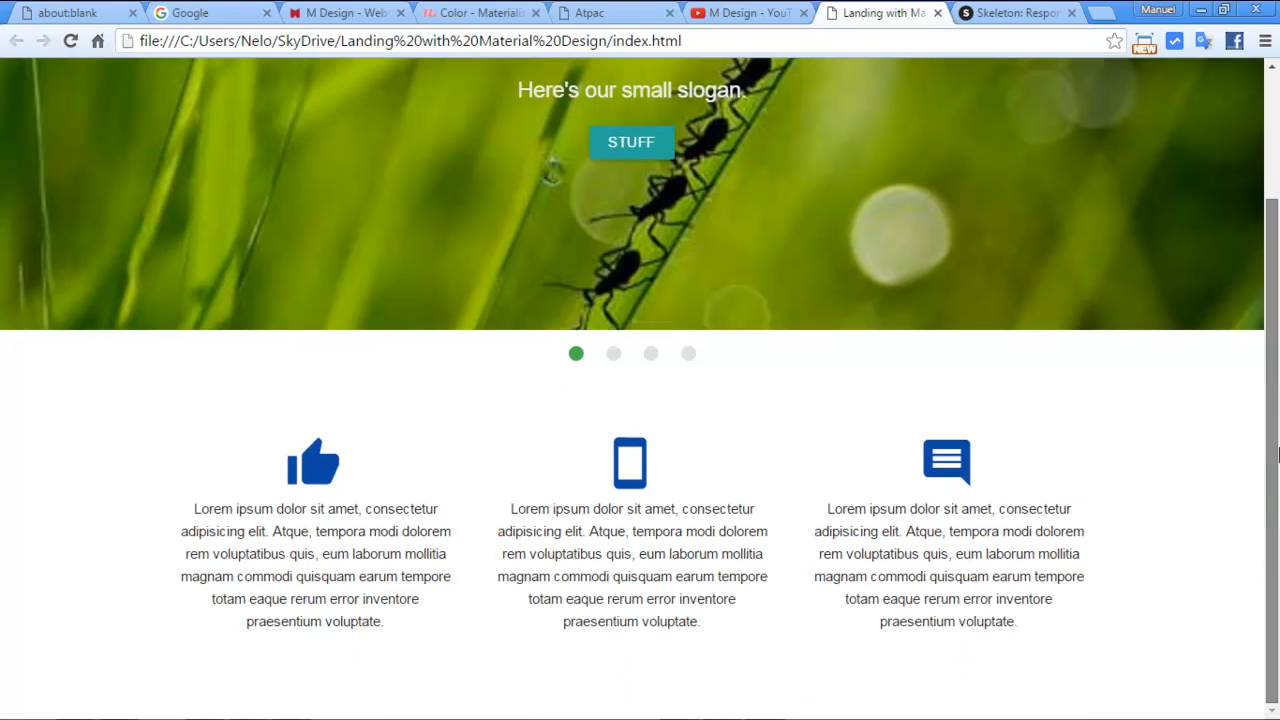 about:blank
Google
M Design - Web
Color - Materiali
Atpac
M Design - YouT
Landing with Ma
Skeleton: Respon
Manuel
file:///C:/Users/Nelo/SkyDrive/Landing%20with%20Material%20Design/index.html
NEW
Here's our small slogan.
STUFF
Lorem ipsum dolor sit amet, consectetur
adipisicing elit. Atque, tempora modi dolorem
rem voluptatibus quis, eum laborum mollitia
magnam commodi quisquam earum tempore
totam eaque rerum error inventore
praesentium voluptate.
Lorem ipsum dolor sit amet, consectetur
adipisicing elit. Atque, tempora modi dolorem
rem voluptatibus quis, eum laborum mollitia
magnam commodi quisquam earum tempore
totam eaque rerum error inventore
praesentium voluptate.
Lorem ipsum dolor sit amet, consectetur
adipisicing elit. Atque, tempora modi dolorem
rem voluptatibus quis, eum laborum mollitia
magnam commodi quisquam earum tempore
totam eaque rerum error inventore
praesentium voluptate.